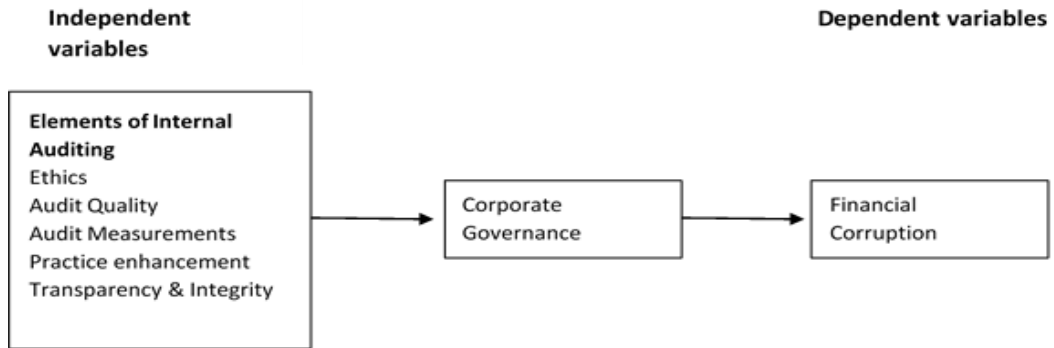 Independent
variables
Dependent variables
Elements of Internal
Auditing
Ethics
Audit Quality
Audit Measurements
Practice enhancement
Transparency & Integrity
Corporate
Governance
Financial
Corruption